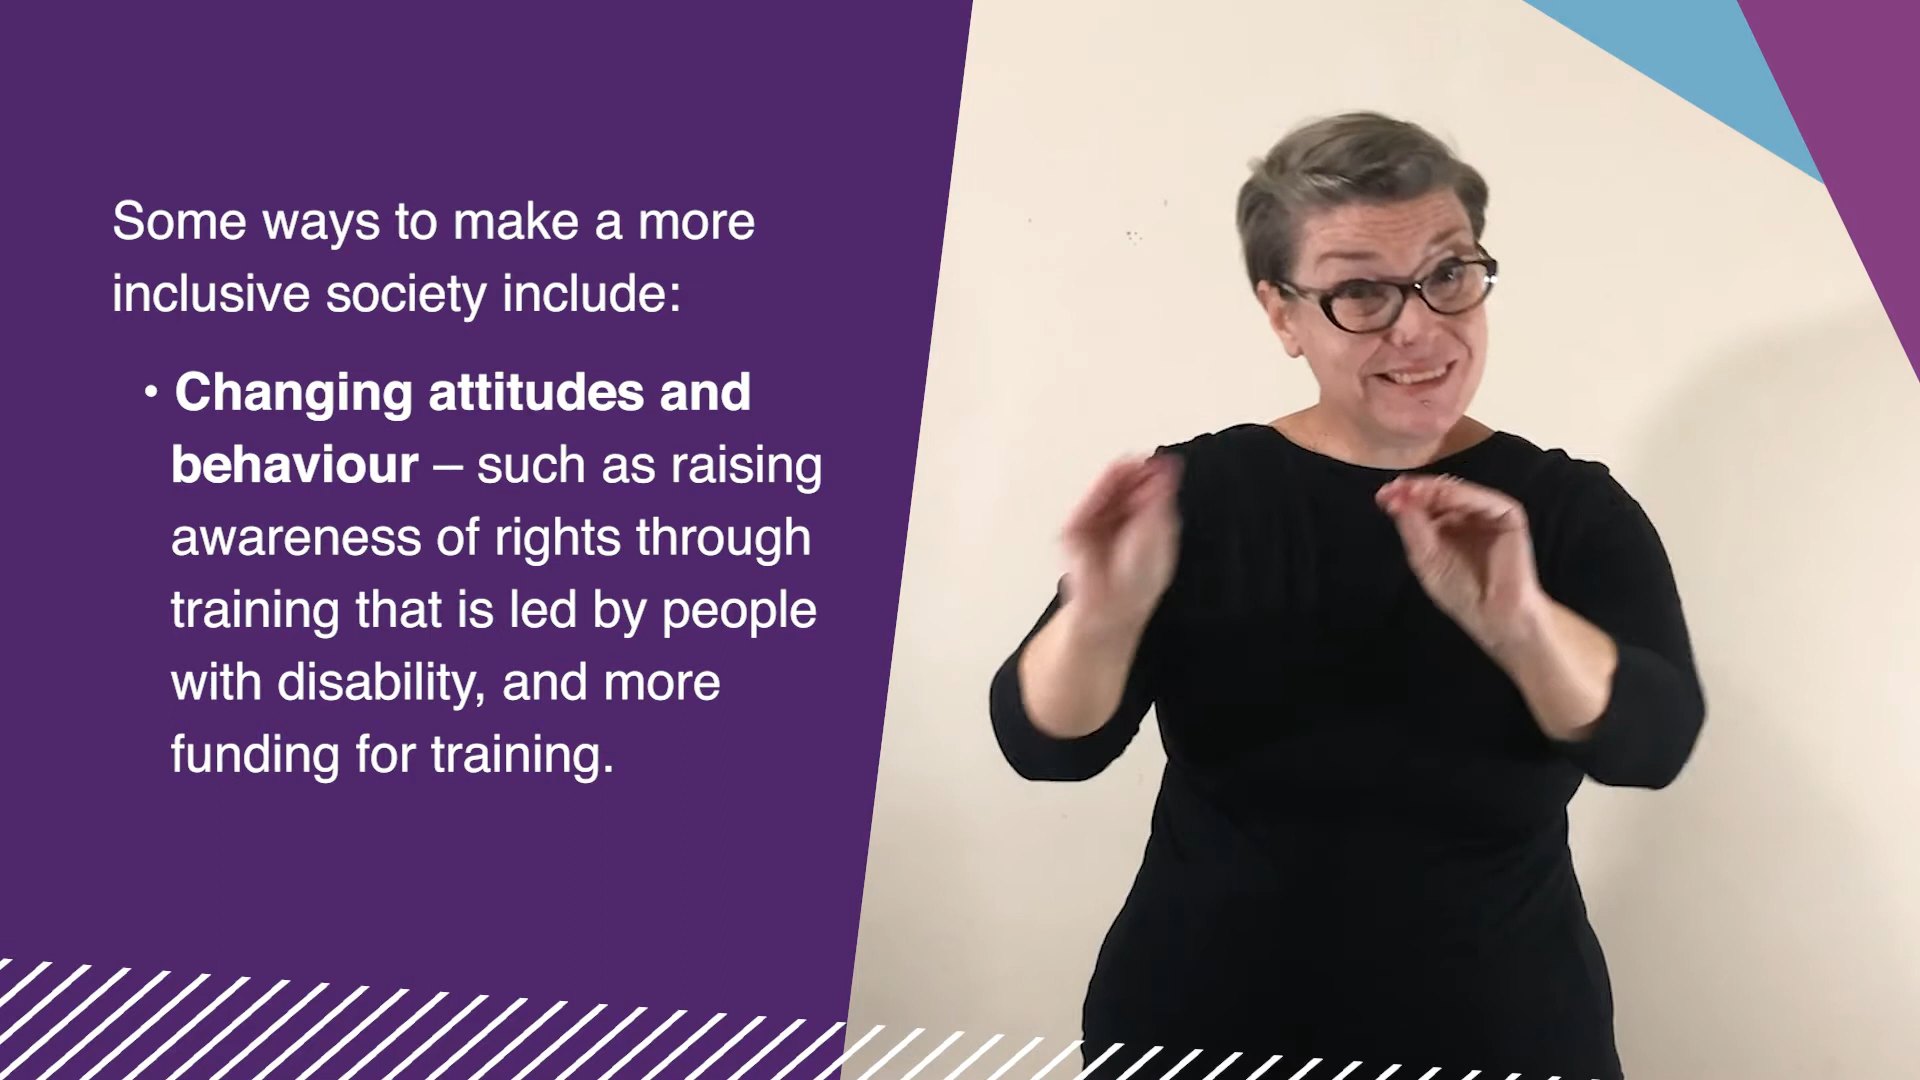 Some ways to make a more
inclusive society include:
• Changing attitudes and
behaviour – such as raising
awareness of rights through
training that is led by people
with disability, and more
funding for training.